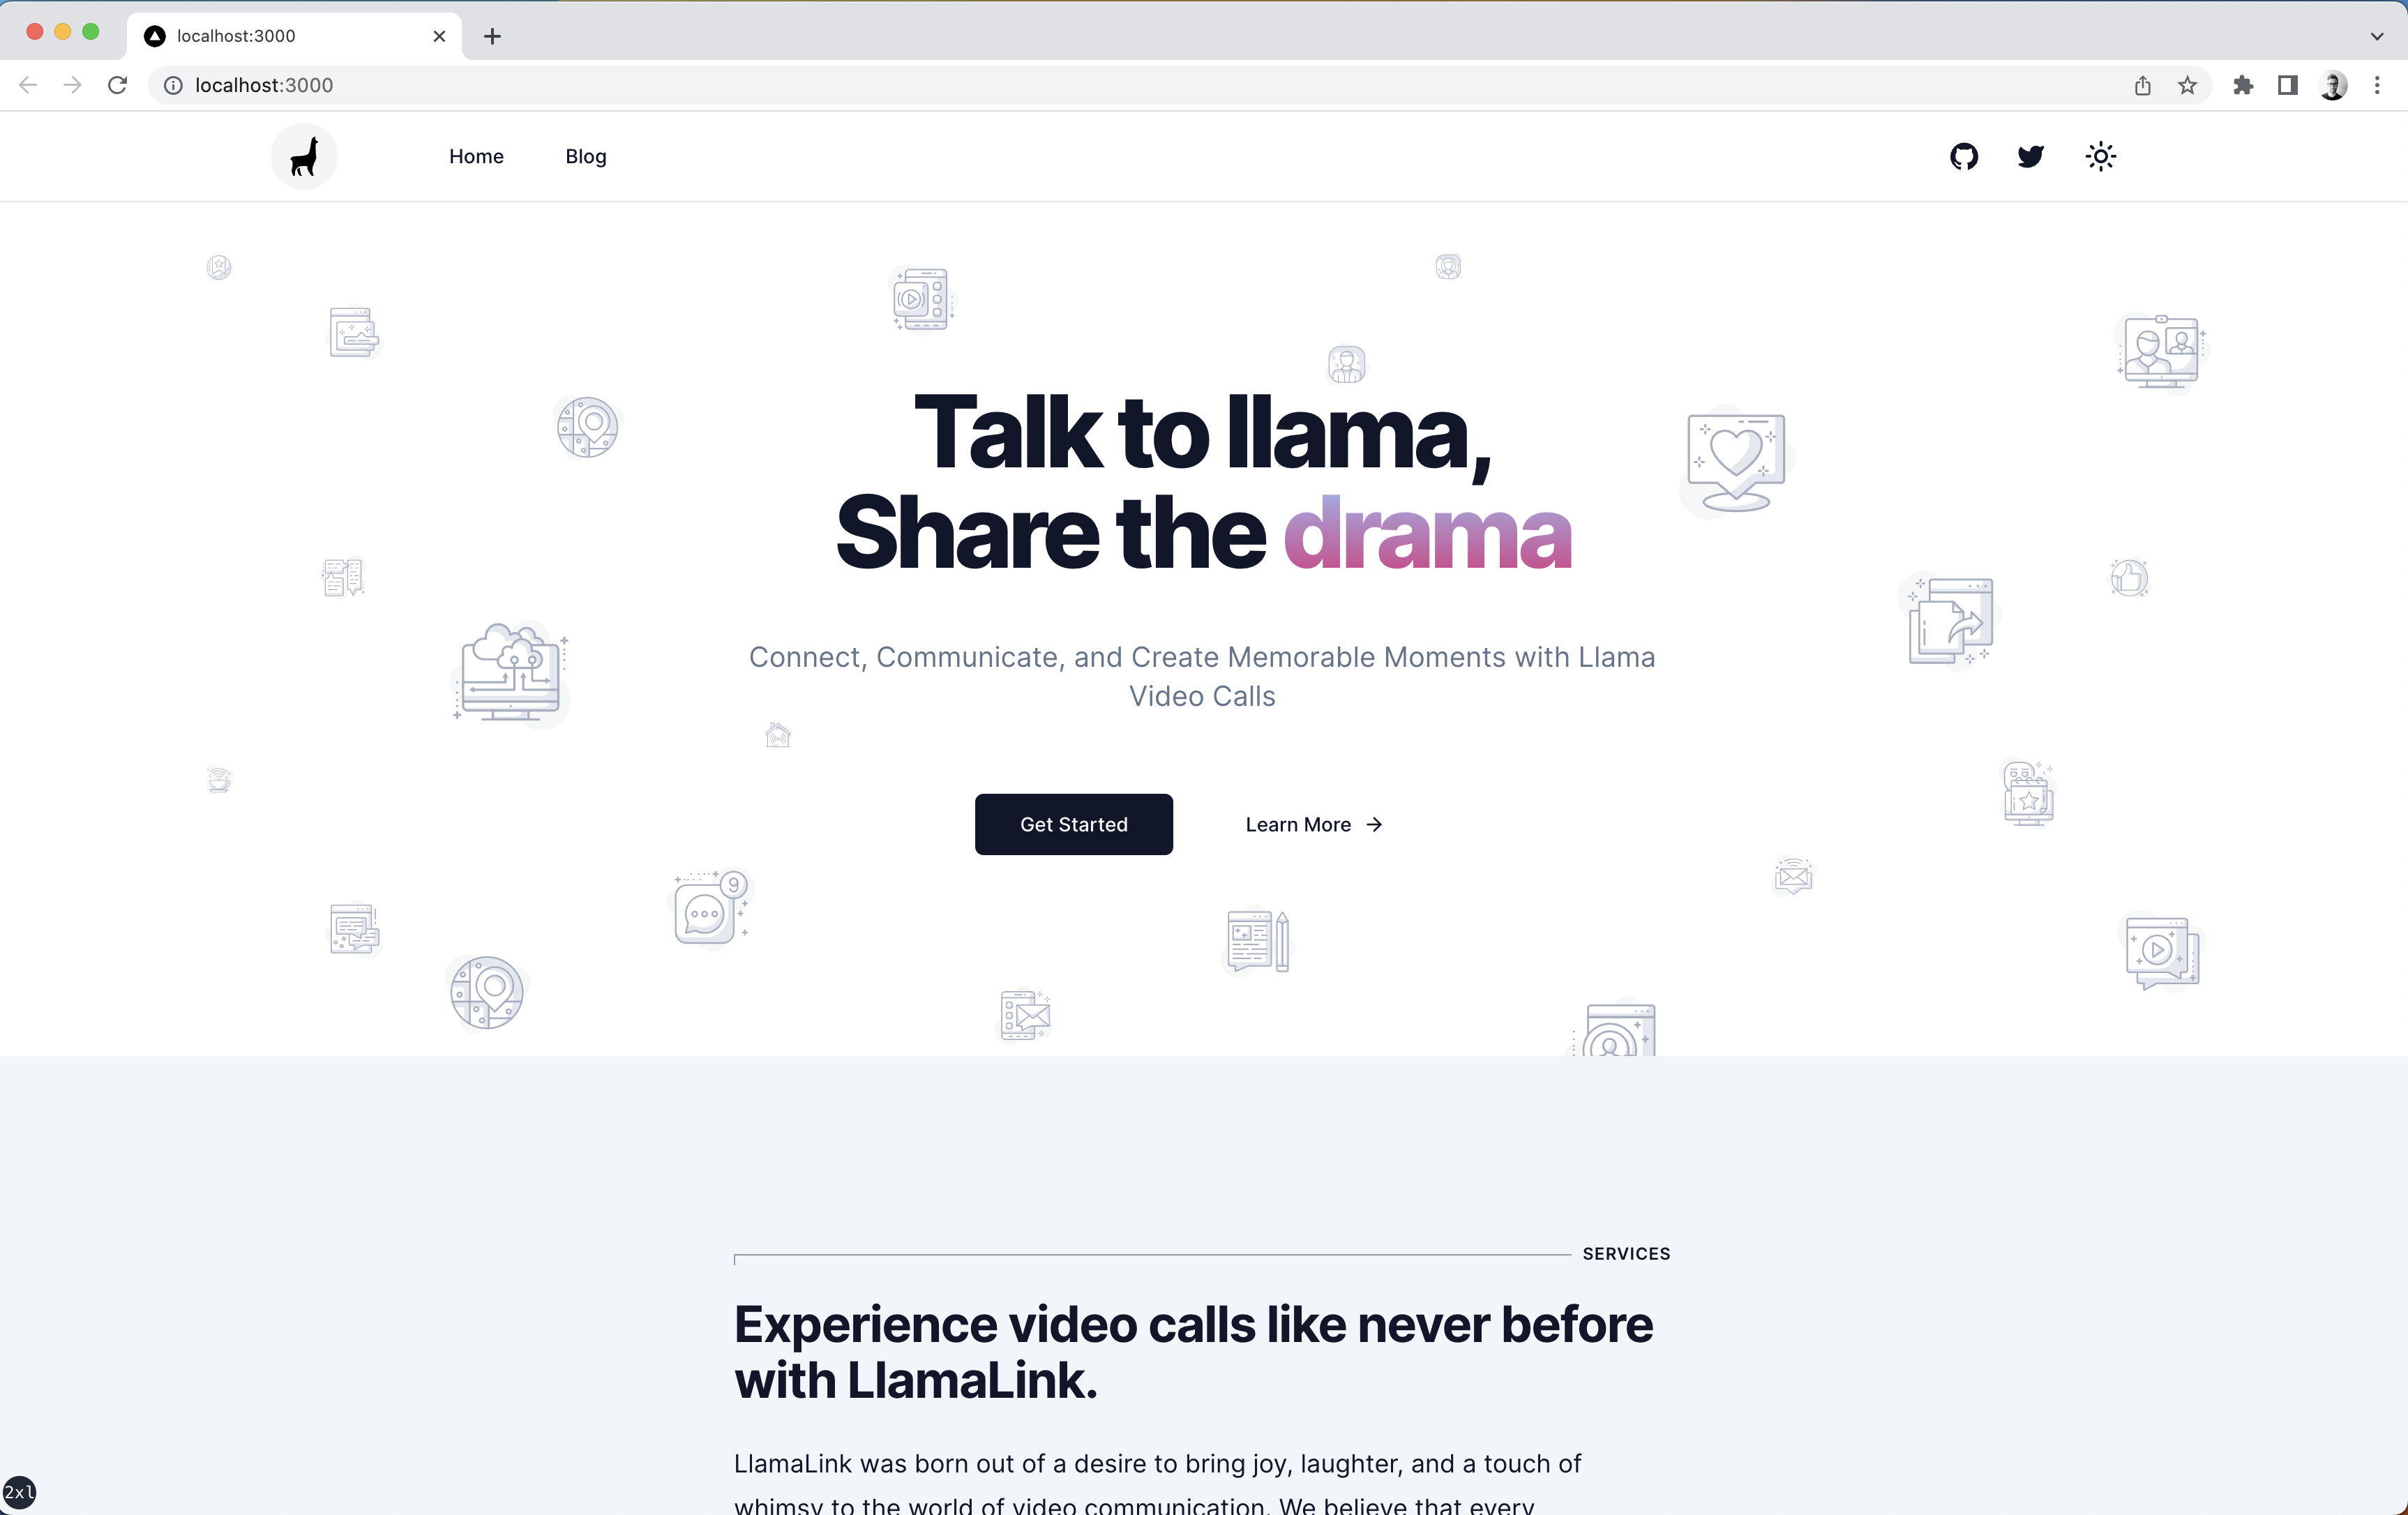 localhost:3000
localhost:3000
Home
Blog
Talk to llama,
Share the drama
Connect, Communicate, and Create Memorable Moments with Llama
Video Calls
Get Started
Learn More
9
SERVICES
Experience video calls like never before
with LlamaLink.
LlamaLink was born out of a desire to bring joy, laughter, and a touch of
whimsy to the world of video communication. We believe that every
2xl